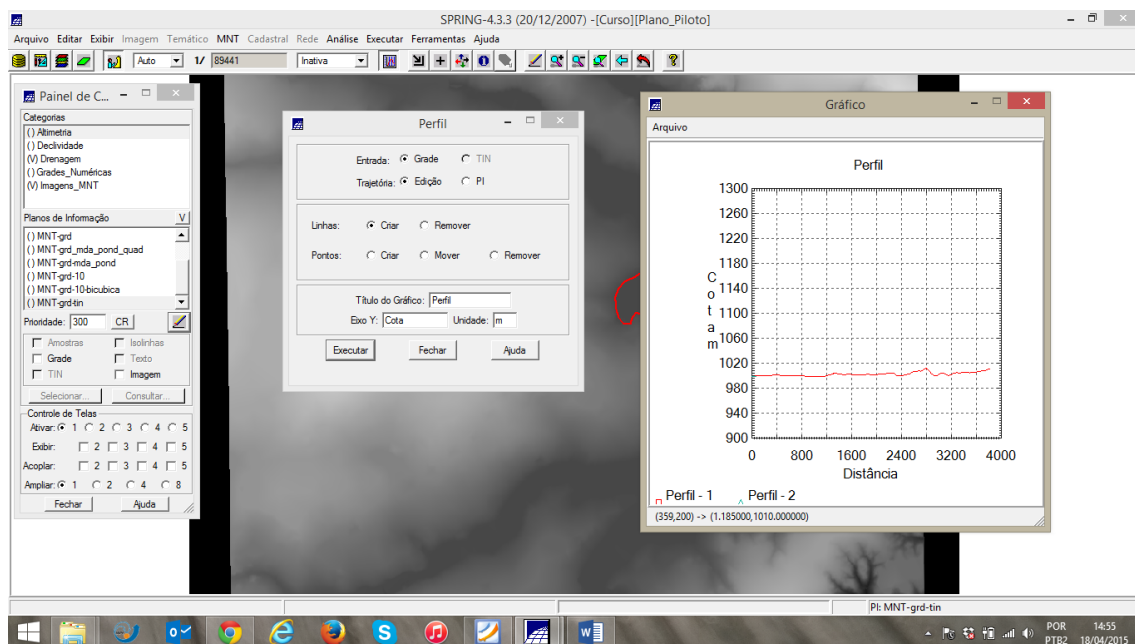 SPRING-4.3.3 (20/12/2007) -[Curso][Plano_Piloto]
Arquivo Editar Exibir Imagem Temático MNT Cadastral Rede Análise Executar Ferramentas Ajuda
Auto 1/ 89441 Inativa
Painel de C...
Categorias
() Altimetria
() Declividade
(V) Drenagem
() Grades_Numéricas
(V) Imagens_MNT
Planos de Informação V
() MNT-grd
() MNT-grd_mda_pond_quad
() MNT-grd-mda_pond
() MNT-grd-10
() MNT-grd-10-bicubica
() MNT-grd-tin
Prioridade: 300 CR
Amostras Isolinhas
Grade Texto
TIN Imagem
Selecionar... Consultar...
Controle de Telas
Ativar: 1 2 3 4 5
Exibir: 2 3 4 5
Acoplar: 2 3 4 5
Ampliar: 1 2 4 8
Fechar Ajuda
Perfil
Entrada: Grade TIN
Trajetória: Edição PI
Linhas: Criar Remover
Pontos: Criar Mover Remover
Título do Gráfico: Perfil
Eixo Y: Cota Unidade: m
Executar Fechar Ajuda
Gráfico
Arquivo
Perfil
1300
1260
1220
1180
1140
1100
1060
1020
980
940
900
Cota m
0 800 1600 2400 3200 4000
Distância
Perfil - 1 Perfil - 2
(359,200) -> (1.185000,1010.000000)
PI: MNT-grd-tin
POR
PTB2
14:55
18/04/2015